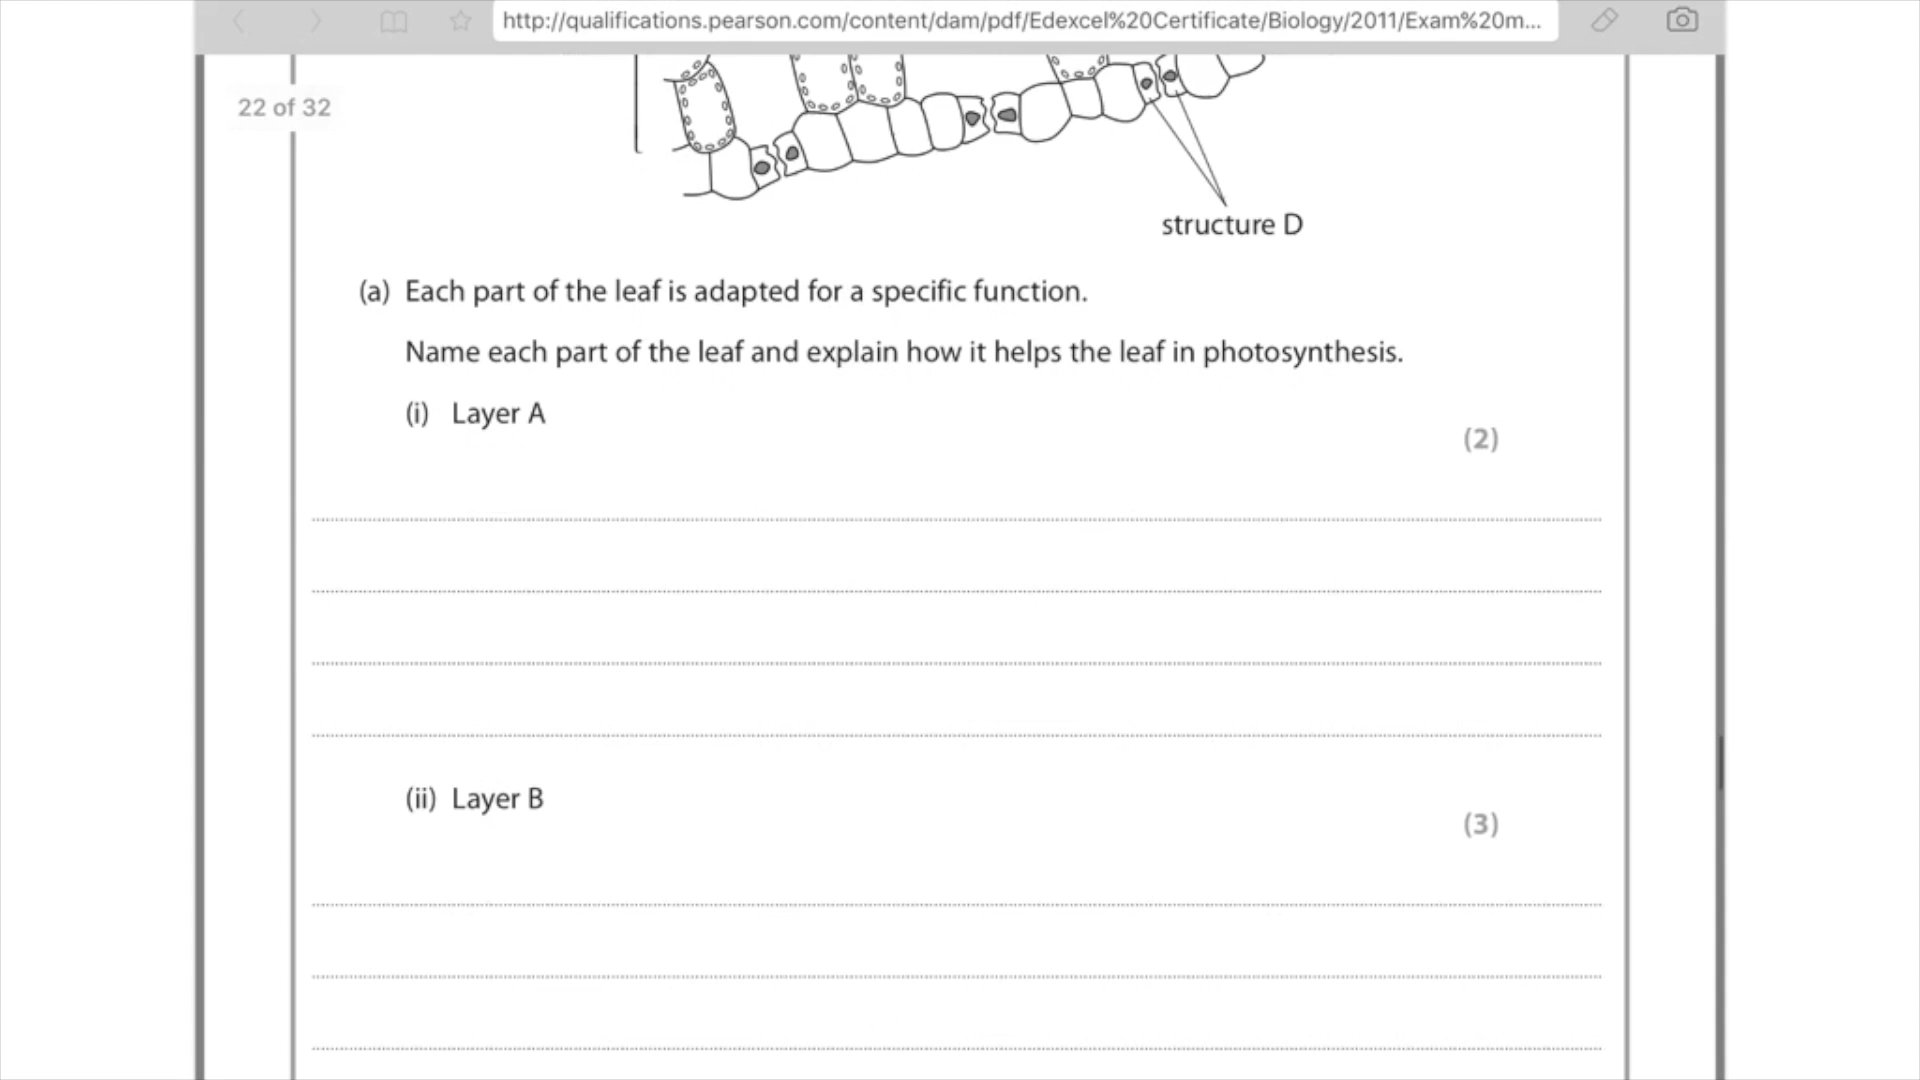 http://qualifications.pearson.com/content/dam/pdf/Edexcel%20Certificate/Biology/2011/Exam%20m...
22 of 32
structure D
(a) Each part of the leaf is adapted for a specific function.
Name each part of the leaf and explain how it helps the leaf in photosynthesis.
(i) Layer A
(2)
(ii) Layer B
(3)